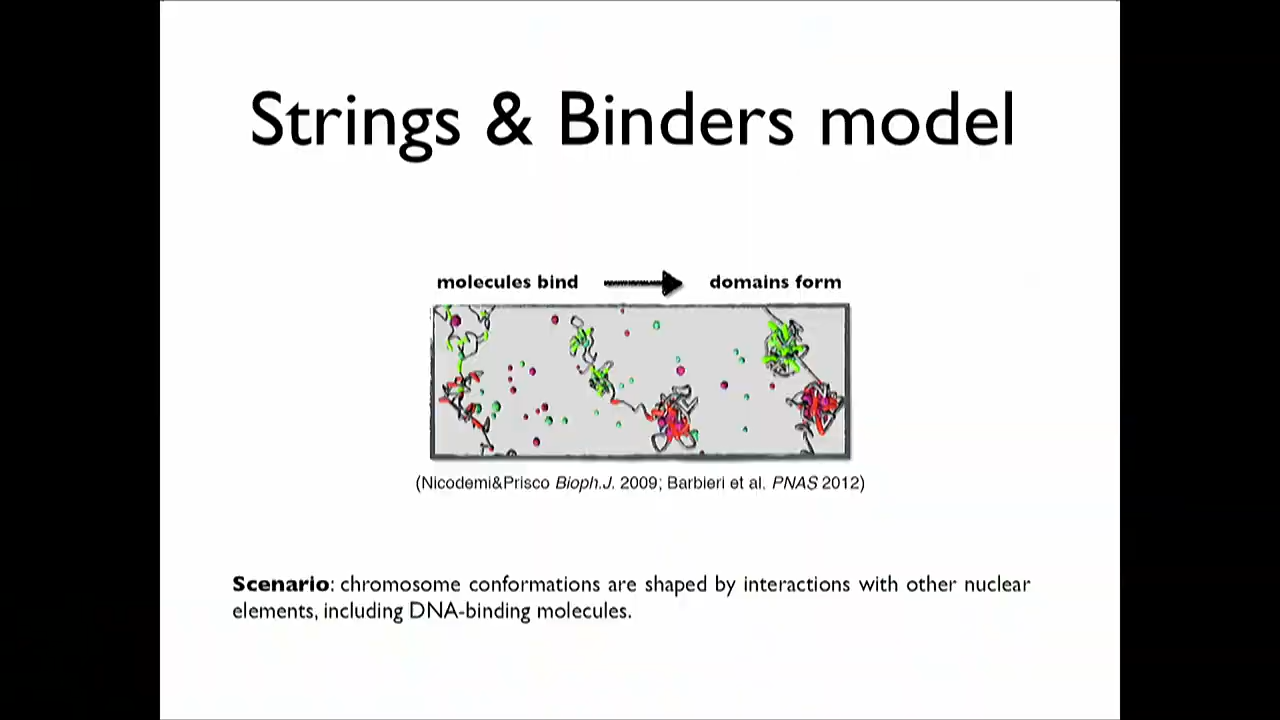 Strings & Binders model
molecules bind
domains form
(Nicodemi&Prisco Bioph.J. 2009; Barbieri et al. PNAS 2012)
Scenario: chromosome conformations are shaped by interactions with other nuclear
elements, including DNA-binding molecules.